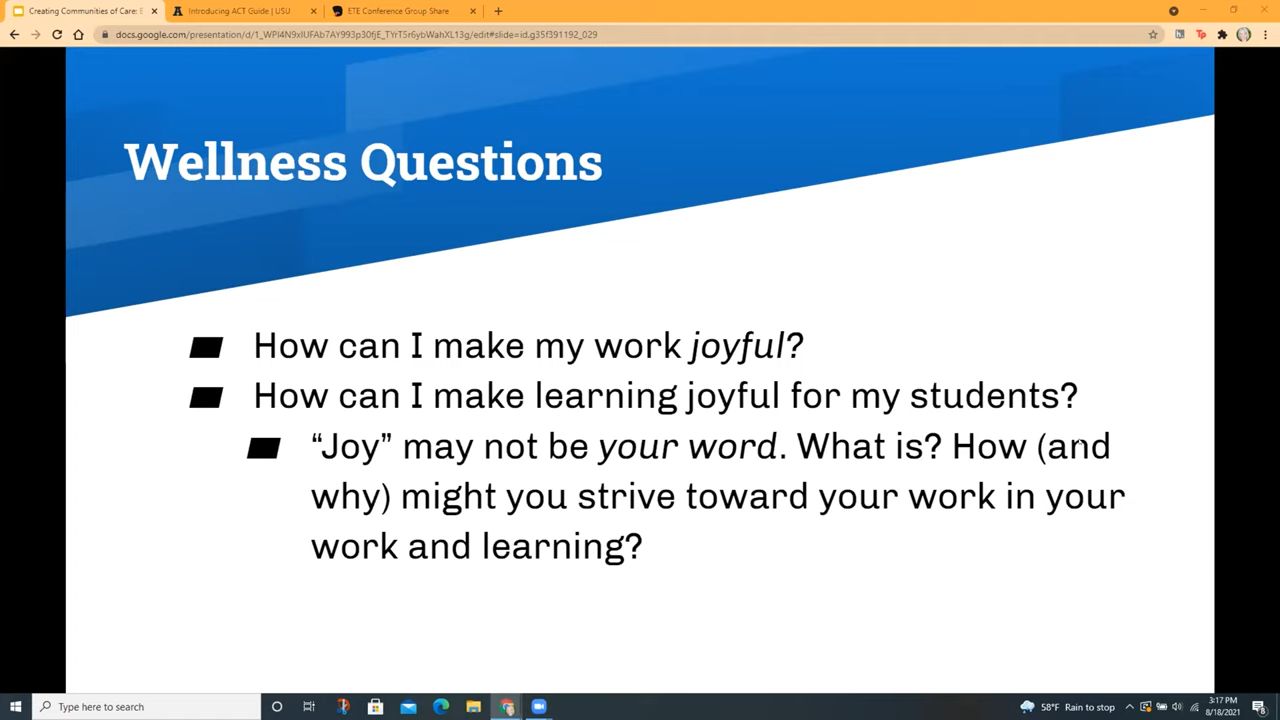 Creating Communities of Care: E
Introducing ACT Guide | USU
ETE Conference Group Share
docs.google.com/presentation/d/1_WPI4N9xIUFAb7AY993p30fjE_TYrT5r6ybWahXL13g/edit#slide=id.g35f391192_029
Wellness Questions
How can I make my work joyful?
How can I make learning joyful for my students?
“Joy” may not be your word. What is? How (and
why) might you strive toward your work in your
work and learning?
Type here to search
58°F Rain to stop
3:17 PM
8/18/2021